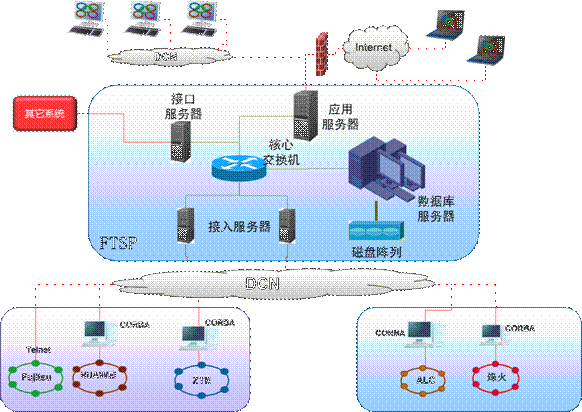 DCN
Internet
其它系统
接口
服务器
应用
服务器
核心
交换机
数据库
服务器
接入服务器
磁盘阵列
FTSP
DCN
CORBA
CORBA
CORBA
CORBA
Telnet
Fujitsu
HUAWEI
ZTE
ALC
烽火